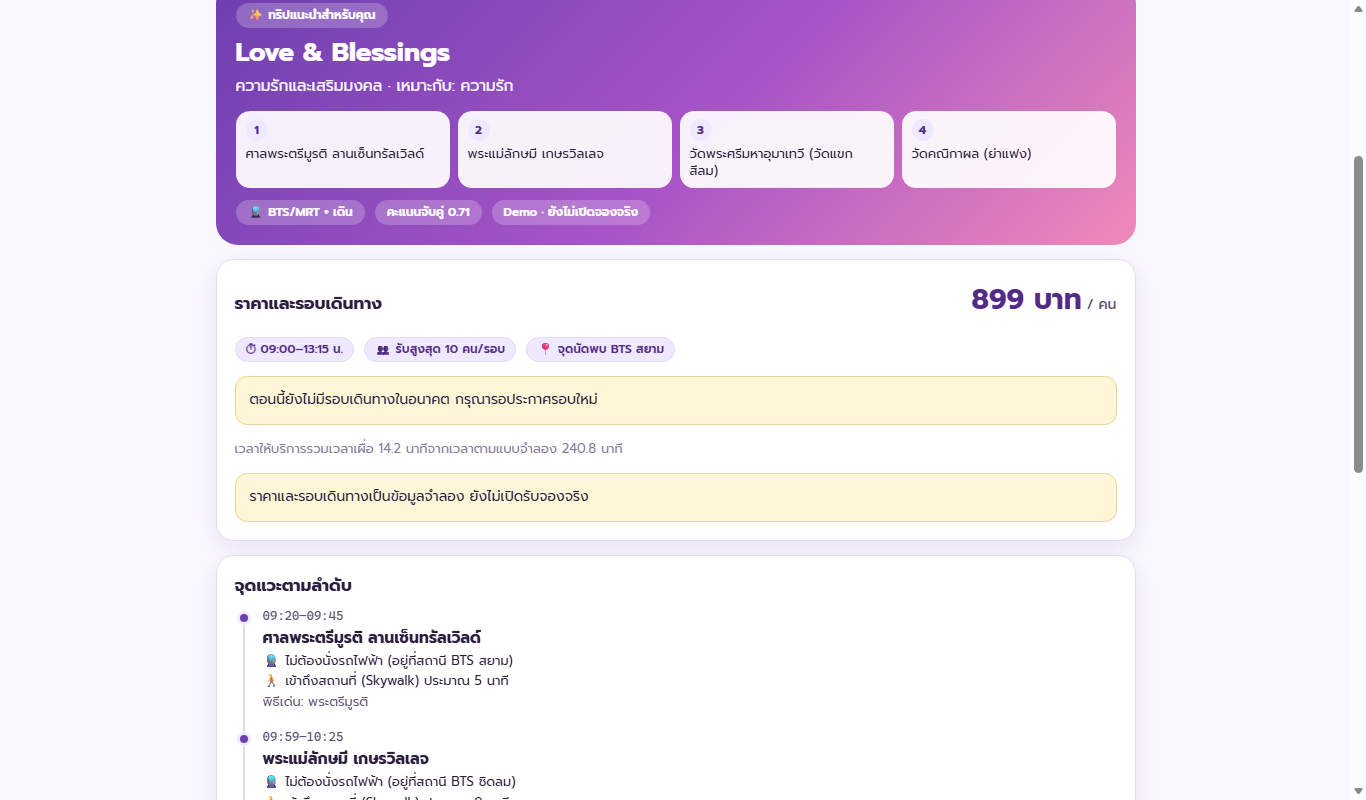 ✨ ทริปแนะนำสำหรับคุณ
Love & Blessings
ความรักและเสริมมงคล · เหมาะกับ: ความรัก
1
ศาลพระตรีมูรติ ลานเซ็นทรัลเวิลด์
2
พระแม่ลักษมี เกษรวิลเลจ
3
วัดพระศรีมหาอุมาเทวี (วัดแขก
สีลม)
4
วัดคณิกาผล (ย่าแฟง)
🚇 BTS/MRT + เดิน
คะแนนจับคู่ 0.71
Demo · ยังไม่เปิดจองจริง
ราคาและรอบเดินทาง
899 บาท / คน
⏱ 09:00–13:15 น.
👥 รับสูงสุด 10 คน/รอบ
📍 จุดนัดพบ BTS สยาม
ตอนนี้ยังไม่มีรอบเดินทางในอนาคต กรุณารอประกาศรอบใหม่
เวลาให้บริการรวมเวลาเผื่อ 14.2 นาทีจากเวลาตามแบบจำลอง 240.8 นาที
ราคาและรอบเดินทางเป็นข้อมูลจำลอง ยังไม่เปิดรับจองจริง
จุดแวะตามลำดับ
09:20–09:45
ศาลพระตรีมูรติ ลานเซ็นทรัลเวิลด์
🚇 ไม่ต้องนั่งรถไฟฟ้า (อยู่ที่สถานี BTS สยาม)
🚶 เข้าถึงสถานที่ (Skywalk) ประมาณ 5 นาที
พิธีเด่น: พระตรีมูรติ
09:59–10:25
พระแม่ลักษมี เกษรวิลเลจ
🚇 ไม่ต้องนั่งรถไฟฟ้า (อยู่ที่สถานี BTS ชิดลม)